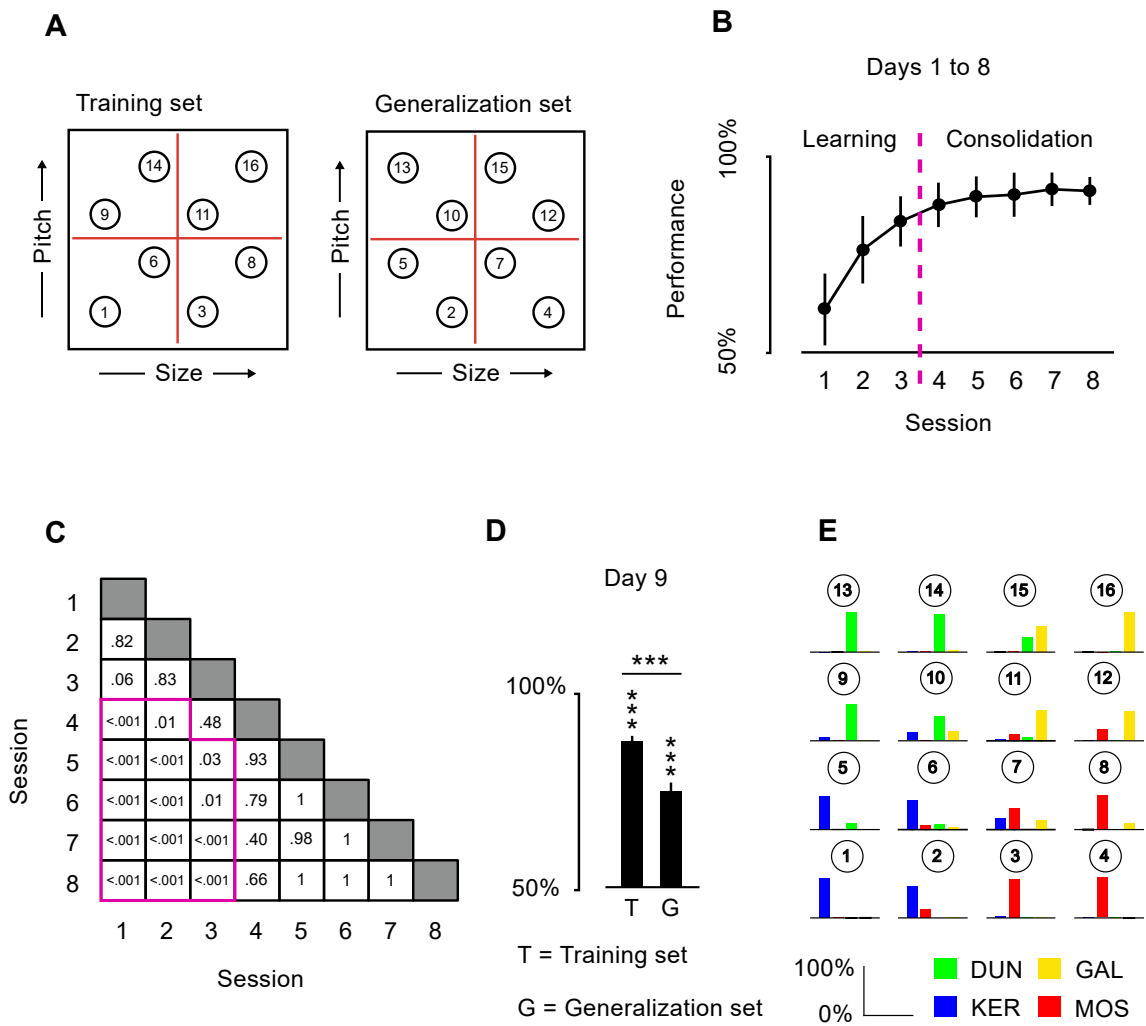 A
Training set
Generalization set
14 16
9 11
6 8
1 3
Pitch
Size
13 15
10 12
5 7
2 4
Pitch
Size
B
Days 1 to 8
Learning Consolidation
100%
50%
Performance
1 2 3 4 5 6 7 8
Session
C
1
2 .82
3 .06 .83
4 <.001 .01 .48
5 <.001 <.001 .03 .93
6 <.001 <.001 .01 .79 1
7 <.001 <.001 <.001 .40 .98 1
8 <.001 <.001 <.001 .66 1 1 1
1 2 3 4 5 6 7 8
Session
Session
D
Day 9
***
100%
***
***
50%
T G
T = Training set
G = Generalization set
E
13 14 15 16
9 10 11 12
5 6 7 8
1 2 3 4
100%
0%
DUN GAL
KER MOS